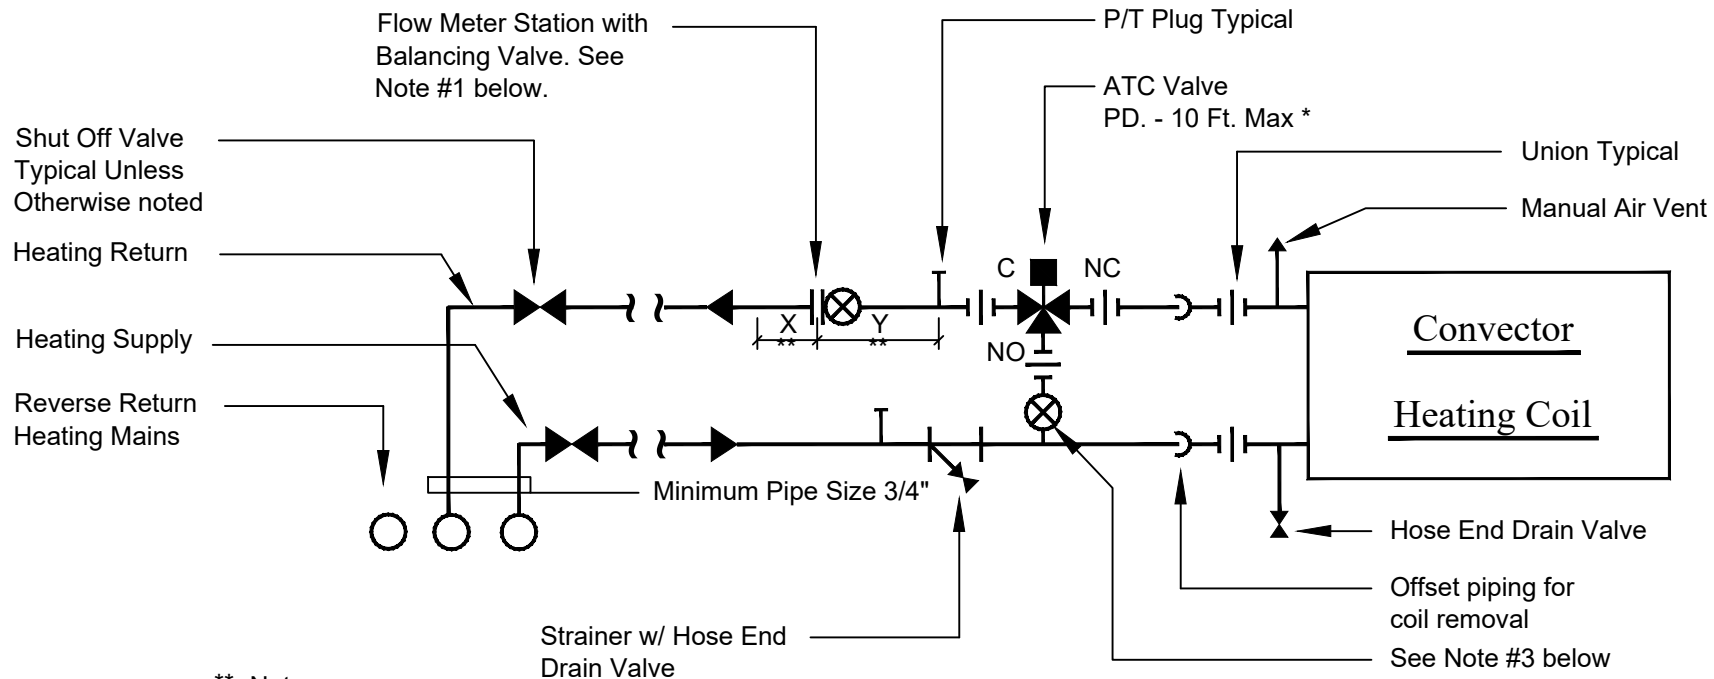 Flow Meter Station with
Balancing Valve. See
Note #1 below.
P/T Plug Typical
ATC Valve
PD. - 10 Ft. Max *
Shut Off Valve
Typical Unless
Otherwise noted
Union Typical
Manual Air Vent
Heating Return
C
NC
X
**
Y
**
NO
Convector
Heating Coil
Heating Supply
Reverse Return
Heating Mains
Minimum Pipe Size 3/4"
Hose End Drain Valve
Offset piping for
coil removal
Strainer w/ Hose End
Drain Valve
See Note #3 below